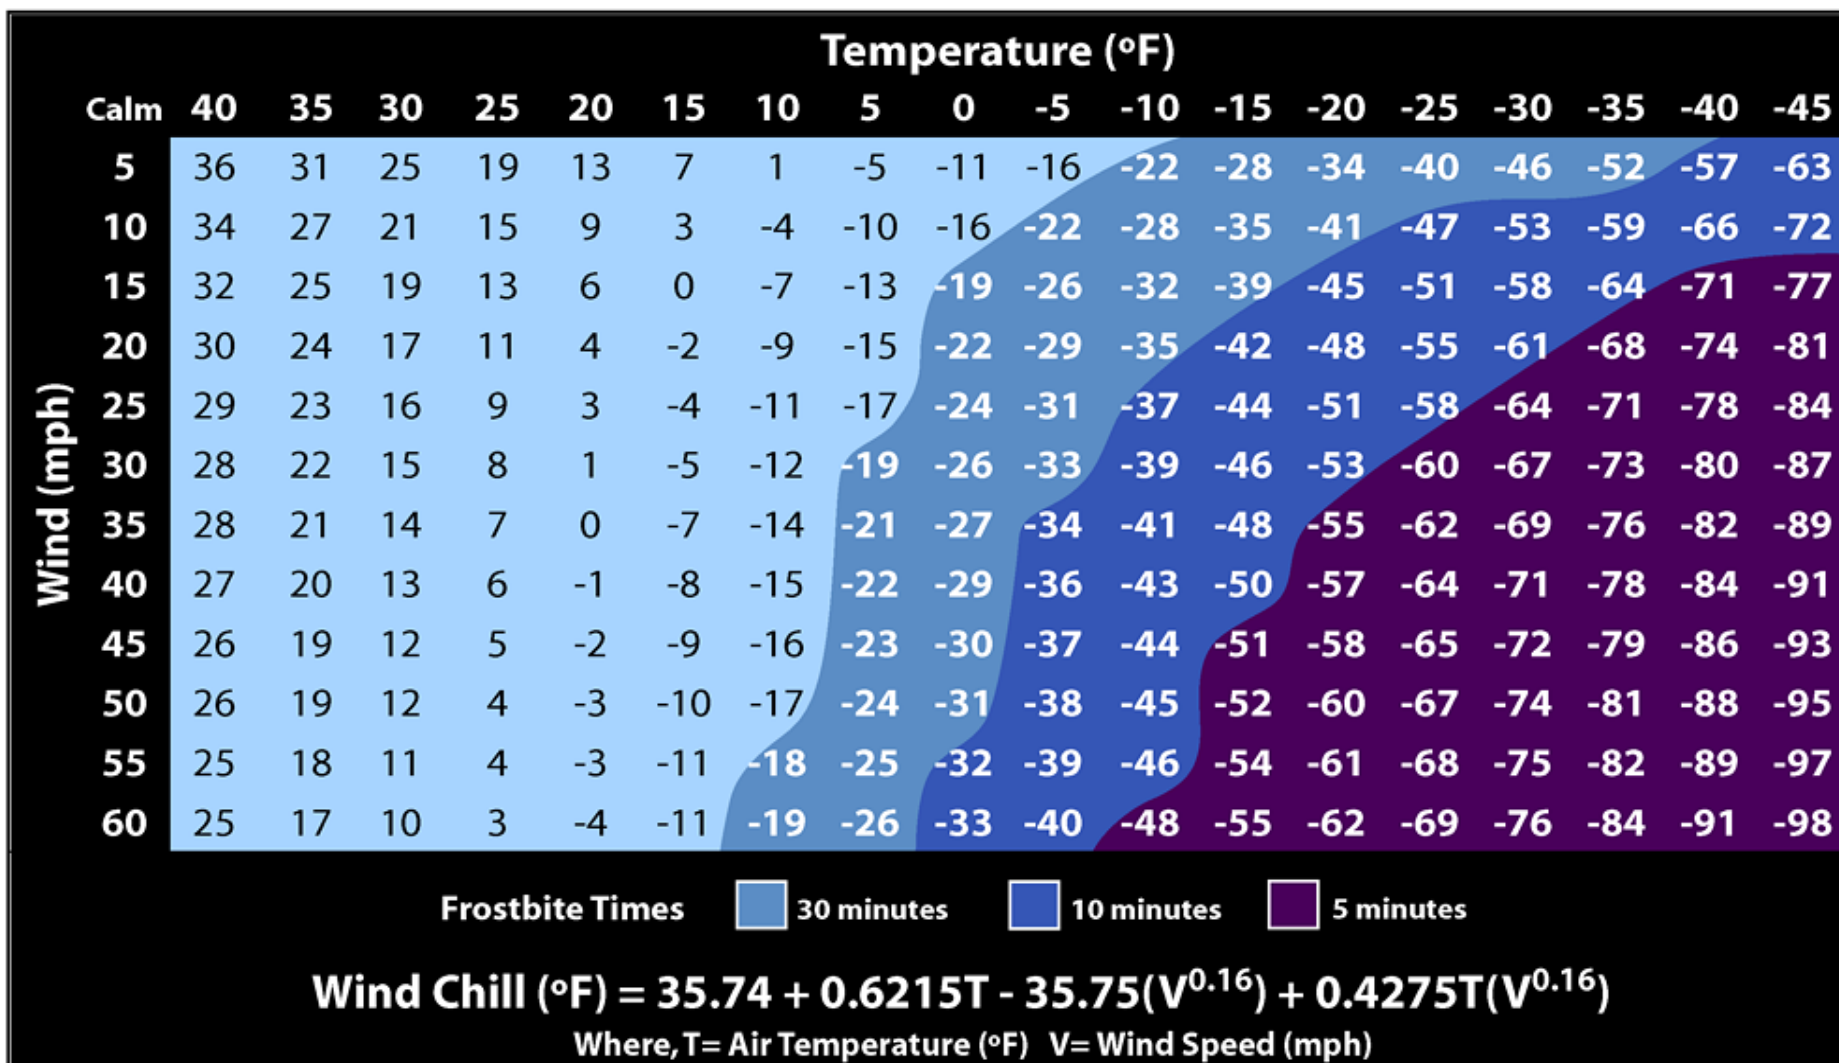 Temperature (ºF)
Calm 40 35 30 25 20 15 10 5 0 -5 -10 -15 -20 -25 -30 -35 -40 -45
5 36 31 25 19 13 7 1 -5 -11 -16 -22 -28 -34 -40 -46 -52 -57 -63
10 34 27 21 15 9 3 -4 -10 -16 -22 -28 -35 -41 -47 -53 -59 -66 -72
15 32 25 19 13 6 0 -7 -13 -19 -26 -32 -39 -45 -51 -58 -64 -71 -77
20 30 24 17 11 4 -2 -9 -15 -22 -29 -35 -42 -48 -55 -61 -68 -74 -81
25 29 23 16 9 3 -4 -11 -17 -24 -31 -37 -44 -51 -58 -64 -71 -78 -84
30 28 22 15 8 1 -5 -12 -19 -26 -33 -39 -46 -53 -60 -67 -73 -80 -87
35 28 21 14 7 0 -7 -14 -21 -27 -34 -41 -48 -55 -62 -69 -76 -82 -89
40 27 20 13 6 -1 -8 -15 -22 -29 -36 -43 -50 -57 -64 -71 -78 -84 -91
45 26 19 12 5 -2 -9 -16 -23 -30 -37 -44 -51 -58 -65 -72 -79 -86 -93
50 26 19 12 4 -3 -10 -17 -24 -31 -38 -45 -52 -60 -67 -74 -81 -88 -95
55 25 18 11 4 -3 -11 -18 -25 -32 -39 -46 -54 -61 -68 -75 -82 -89 -97
60 25 17 10 3 -4 -11 -19 -26 -33 -40 -48 -55 -62 -69 -76 -84 -91 -98
Wind (mph)
Frostbite Times 30 minutes 10 minutes 5 minutes
Wind Chill (ºF) = 35.74 + 0.6215T - 35.75(V^0.16) + 0.4275T(V^0.16)
Where, T= Air Temperature (ºF) V= Wind Speed (mph)